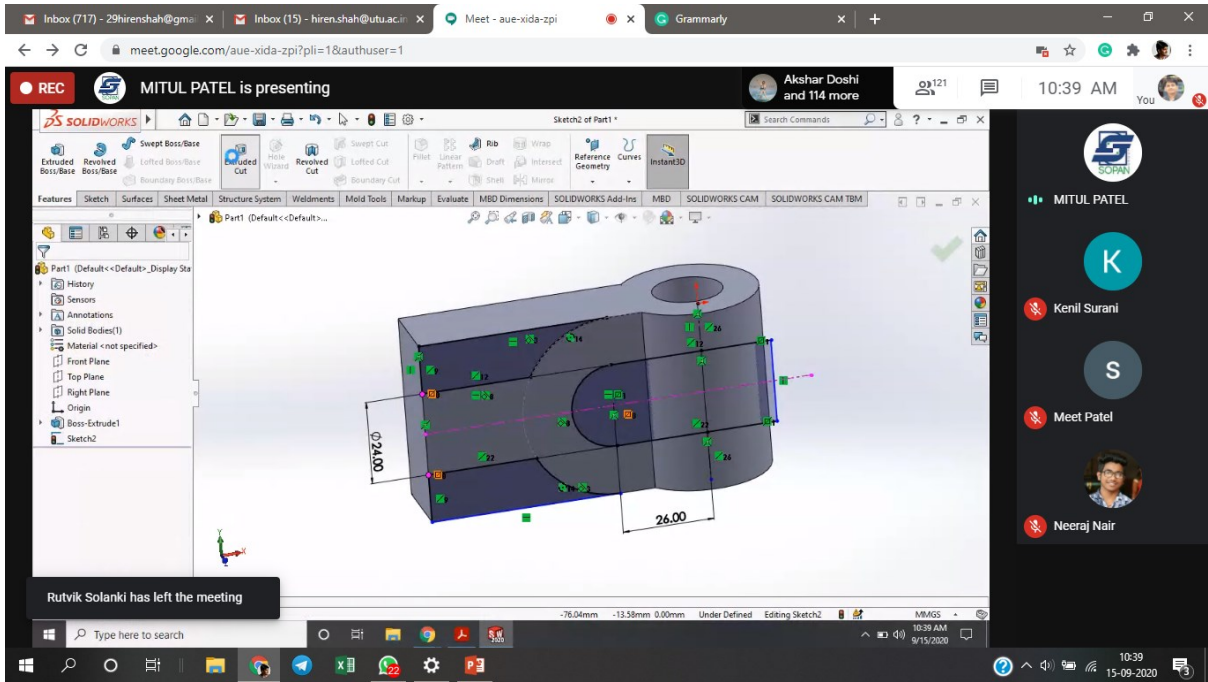 Inbox (717) - 29hirenshah@gmai
Inbox (15) - hiren.shah@utu.ac.in
Meet - aue-xida-zpi
Grammarly
meet.google.com/aue-xida-zpi?pli=1&authuser=1
REC
MITUL PATEL is presenting
Akshar Doshi
and 114 more
121
10:39 AM
You
SOLIDWORKS
Sketch2 of Part1 *
Search Commands
Extruded Boss/Base
Revolved Boss/Base
Swept Boss/Base
Lofted Boss/Base
Boundary Boss/Base
Extruded Cut
Hole Wizard
Revolved Cut
Swept Cut
Lofted Cut
Boundary Cut
Fillet
Linear Pattern
Rib
Draft
Shell
Wrap
Intersect
Mirror
Reference Geometry
Curves
Instant3D
Features
Sketch
Surfaces
Sheet Metal
Structure System
Weldments
Mold Tools
Markup
Evaluate
MBD Dimensions
SOLIDWORKS Add-Ins
MBD
SOLIDWORKS CAM
SOLIDWORKS CAM TBM
Part1 (Default<<Default>...
Part1 (Default<<Default>_Display Sta
History
Sensors
Annotations
Solid Bodies(1)
Material <not specified>
Front Plane
Top Plane
Right Plane
Origin
Boss-Extrude1
Sketch2
Ø24.00
26.00
SOPAN
MITUL PATEL
K
Kenil Surani
S
Meet Patel
Neeraj Nair
Rutvik Solanki has left the meeting
-76.04mm
-13.58mm
0.00mm
Under Defined
Editing Sketch2
MMGS
Type here to search
10:39 AM
9/15/2020
22
10:39
15-09-2020
3